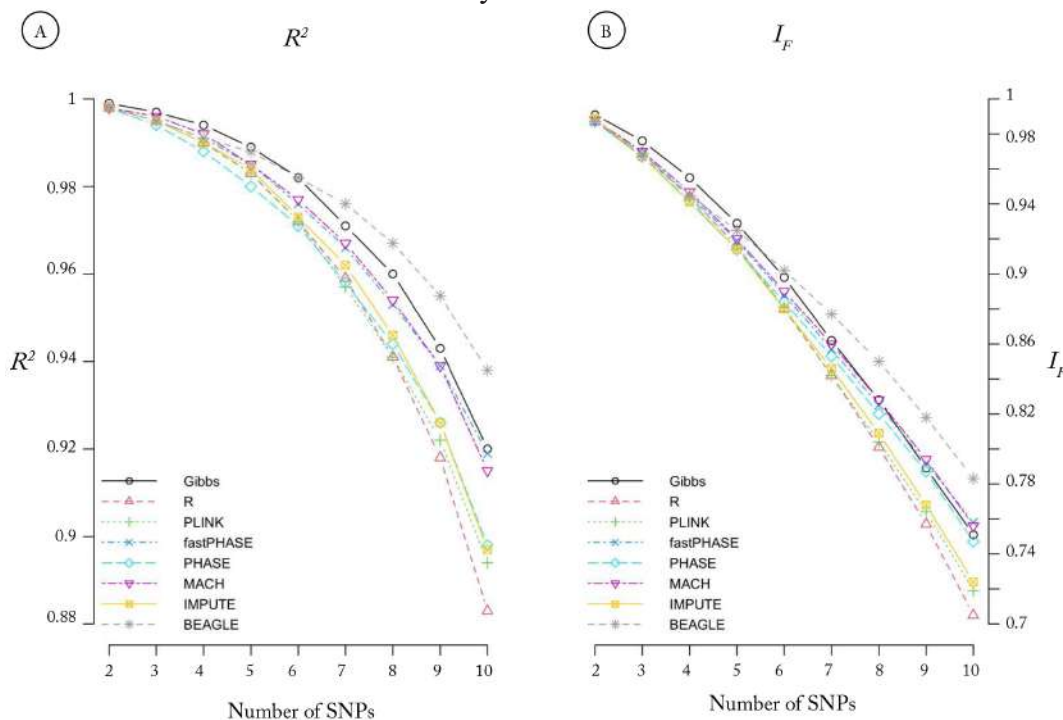 A
R²
B
I_F
1
0.98
0.96
0.94
0.92
0.9
0.88
R²
Gibbs
R
PLINK
fastPHASE
PHASE
MACH
IMPUTE
BEAGLE
2 3 4 5 6 7 8 9 10
Number of SNPs
Gibbs
R
PLINK
fastPHASE
PHASE
MACH
IMPUTE
BEAGLE
2 3 4 5 6 7 8 9 10
Number of SNPs
1
0.98
0.94
0.9
0.86
0.82
0.78
0.74
0.7
I_F